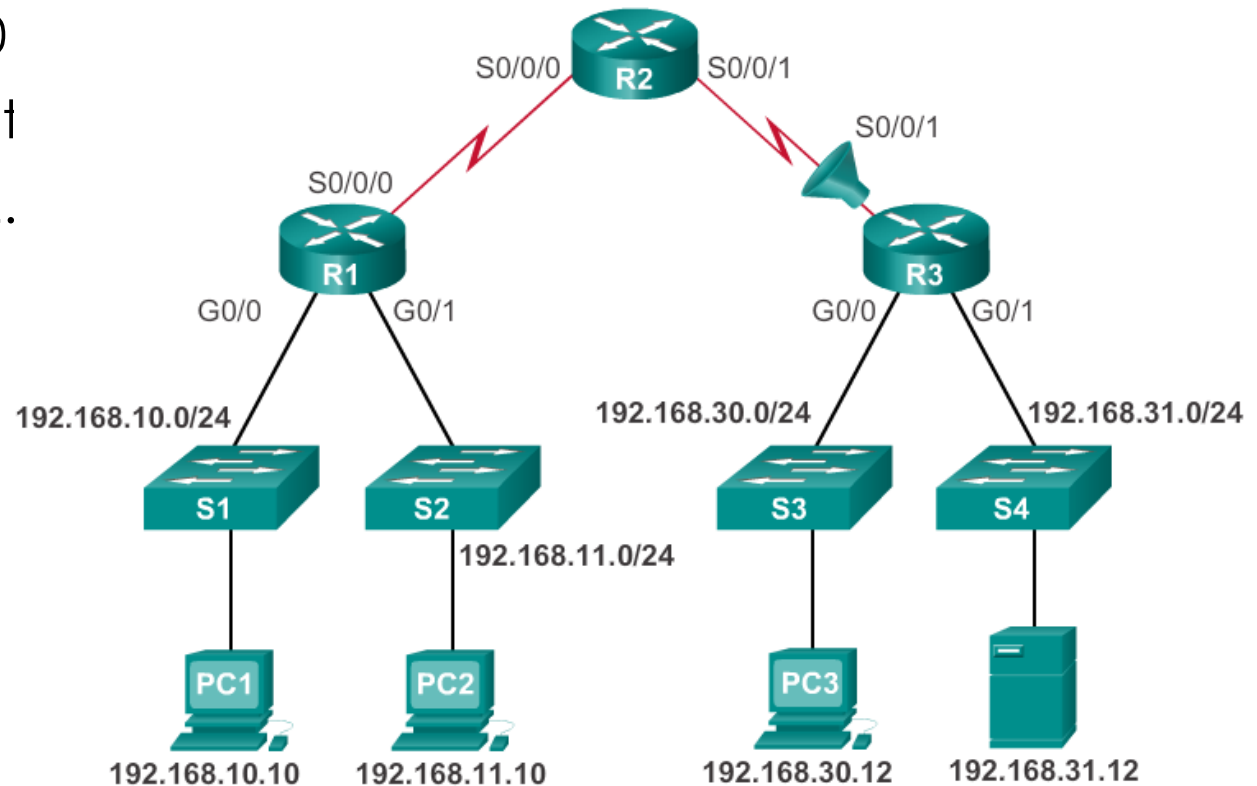 R2
S0/0/0
S0/0/1
S0/0/1
S0/0/0
R1
R3
G0/0
G0/1
G0/0
G0/1
192.168.10.0/24
192.168.30.0/24
192.168.31.0/24
S1
S2
S3
S4
192.168.11.0/24
PC1
PC2
PC3
192.168.10.10
192.168.11.10
192.168.30.12
192.168.31.12